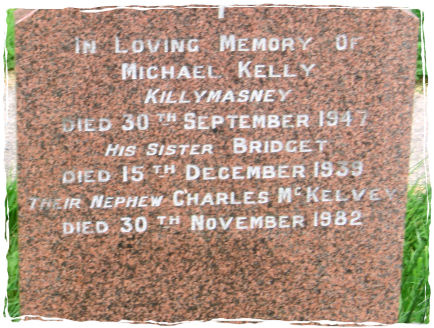 IN LOVING MEMORY OF
MICHAEL KELLY
KILLYMASNEY
DIED 30TH SEPTEMBER 1947
HIS SISTER BRIDGET
DIED 15TH DECEMBER 1939
THEIR NEPHEW CHARLES MCKELVEY
DIED 30TH NOVEMBER 1982